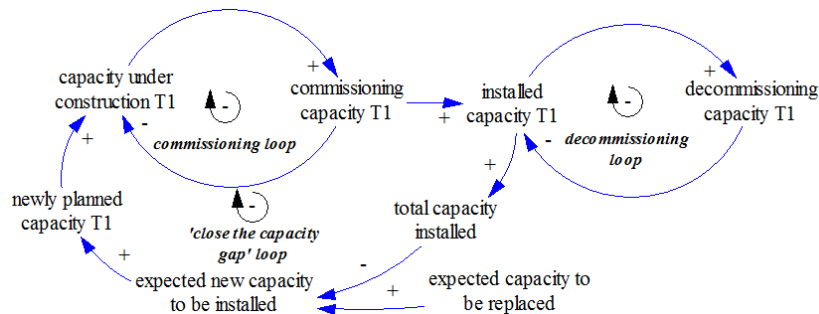 capacity under
construction T1
+
commissioning
capacity T1
+
installed
capacity T1
+
decommissioning
capacity T1
-
-
-
commissioning loop
-
decommissioning
loop
+
+
newly planned
capacity T1
-
'close the capacity
gap' loop
total capacity
installed
+
-
expected new capacity
to be installed
+
expected capacity to
be replaced